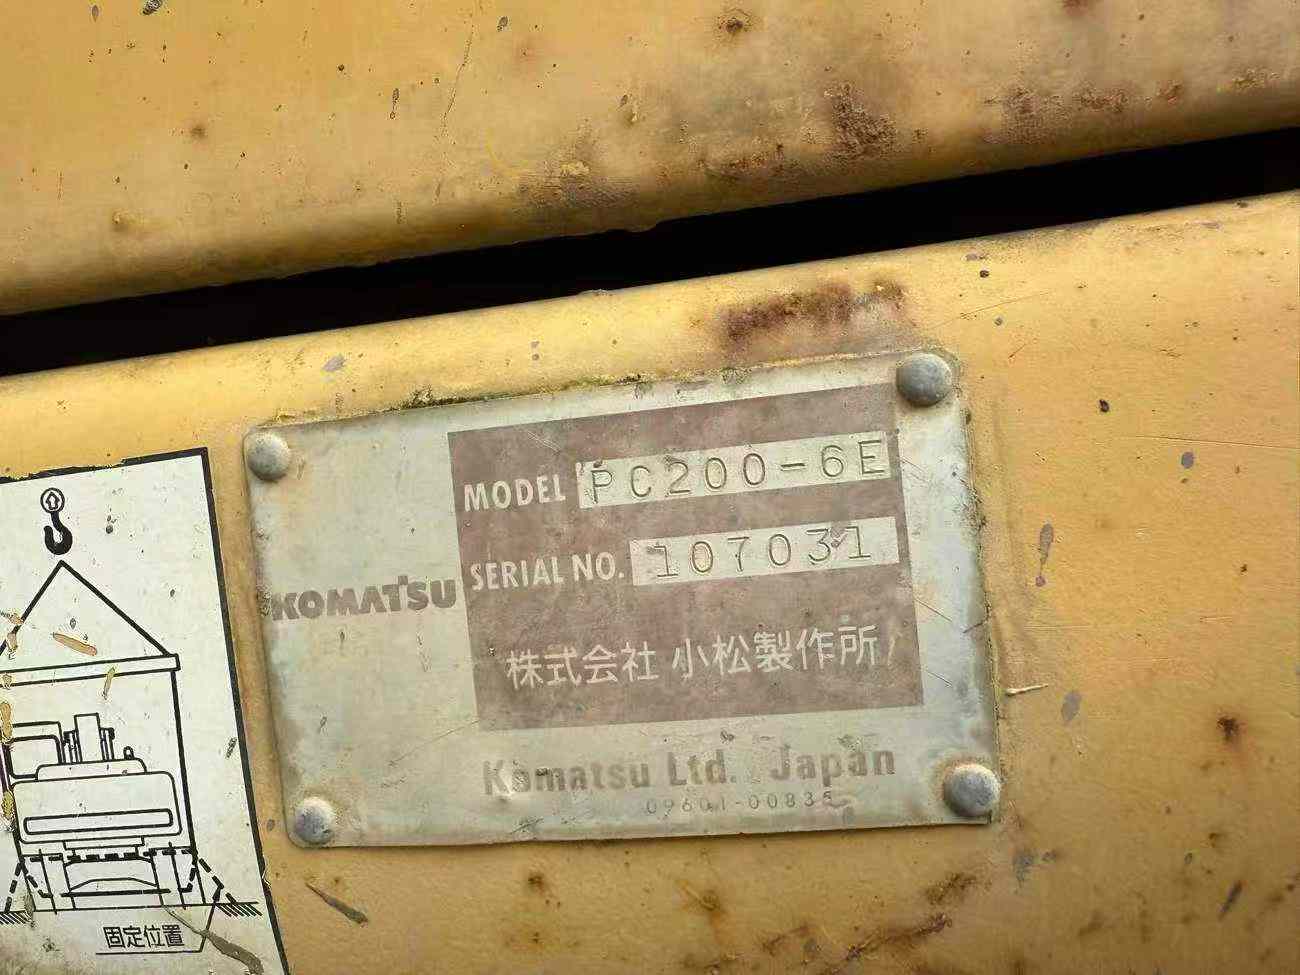 MODEL PC200-6E
SERIAL NO. 107031
KOMATSU
株式会社 小松製作所
Komatsu Ltd. Japan
固定位置